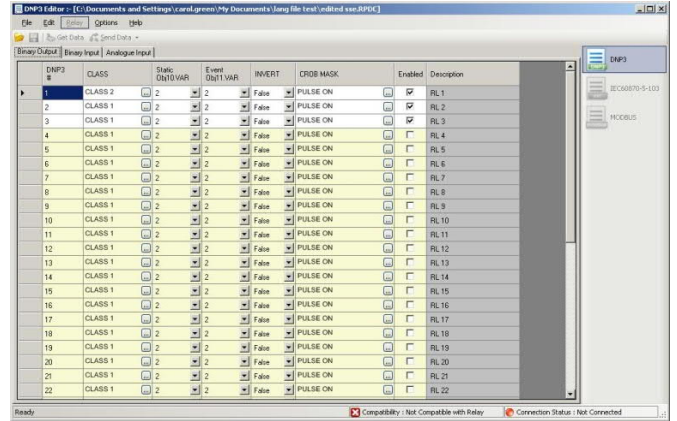 DNP3 Editor :- [C:\Documents and Settings\carol.green\My Documents\lang file test\edited sse.RPDC]
File Edit Relay Options Help
Get Data Send Data
Binary Output Binary Input Analogue Input
DNP3 # CLASS Static Obj10.VAR Event Obj11.VAR INVERT CROB MASK Enabled Description
1 CLASS 2 ... 2 2 False PULSE ON ... RL 1
2 CLASS 1 ... 2 2 False PULSE ON ... RL 2
3 CLASS 1 ... 2 2 False PULSE ON ... RL 3
4 CLASS 1 ... 2 2 False PULSE ON ... RL 4
5 CLASS 1 ... 2 2 False PULSE ON ... RL 5
6 CLASS 1 ... 2 2 False PULSE ON ... RL 6
7 CLASS 1 ... 2 2 False PULSE ON ... RL 7
8 CLASS 1 ... 2 2 False PULSE ON ... RL 8
9 CLASS 1 ... 2 2 False PULSE ON ... RL 9
10 CLASS 1 ... 2 2 False PULSE ON ... RL 10
11 CLASS 1 ... 2 2 False PULSE ON ... RL 11
12 CLASS 1 ... 2 2 False PULSE ON ... RL 12
13 CLASS 1 ... 2 2 False PULSE ON ... RL 13
14 CLASS 1 ... 2 2 False PULSE ON ... RL 14
15 CLASS 1 ... 2 2 False PULSE ON ... RL 15
16 CLASS 1 ... 2 2 False PULSE ON ... RL 16
17 CLASS 1 ... 2 2 False PULSE ON ... RL 17
18 CLASS 1 ... 2 2 False PULSE ON ... RL 18
19 CLASS 1 ... 2 2 False PULSE ON ... RL 19
20 CLASS 1 ... 2 2 False PULSE ON ... RL 20
21 CLASS 1 ... 2 2 False PULSE ON ... RL 21
22 CLASS 1 ... 2 2 False PULSE ON ... RL 22
DNP3
IEC60870-5-103
MODBUS
Ready Compatibility : Not Compatible with Relay Connection Status : Not Connected